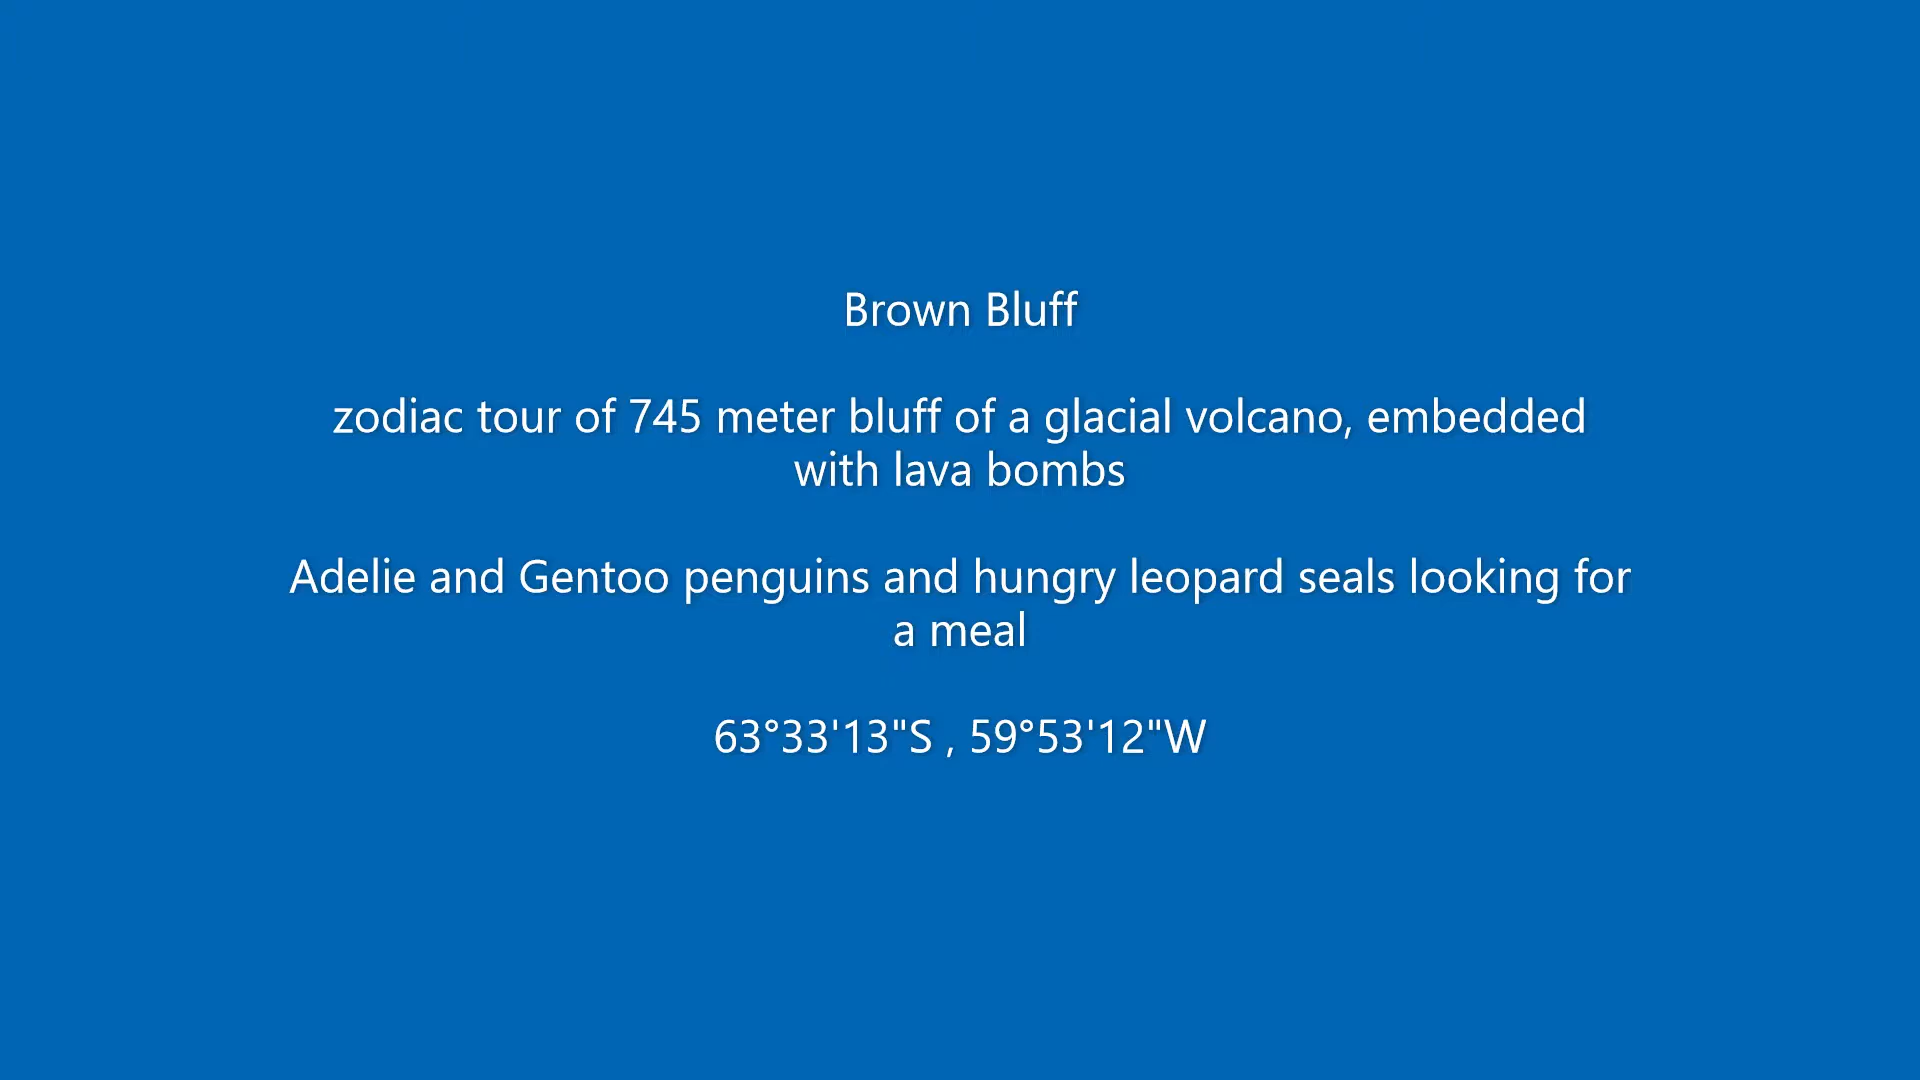 Brown Bluff
zodiac tour of 745 meter bluff of a glacial volcano, embedded
with lava bombs
Adelie and Gentoo penguins and hungry leopard seals looking for
a meal
63°33'13"S , 59°53'12"W